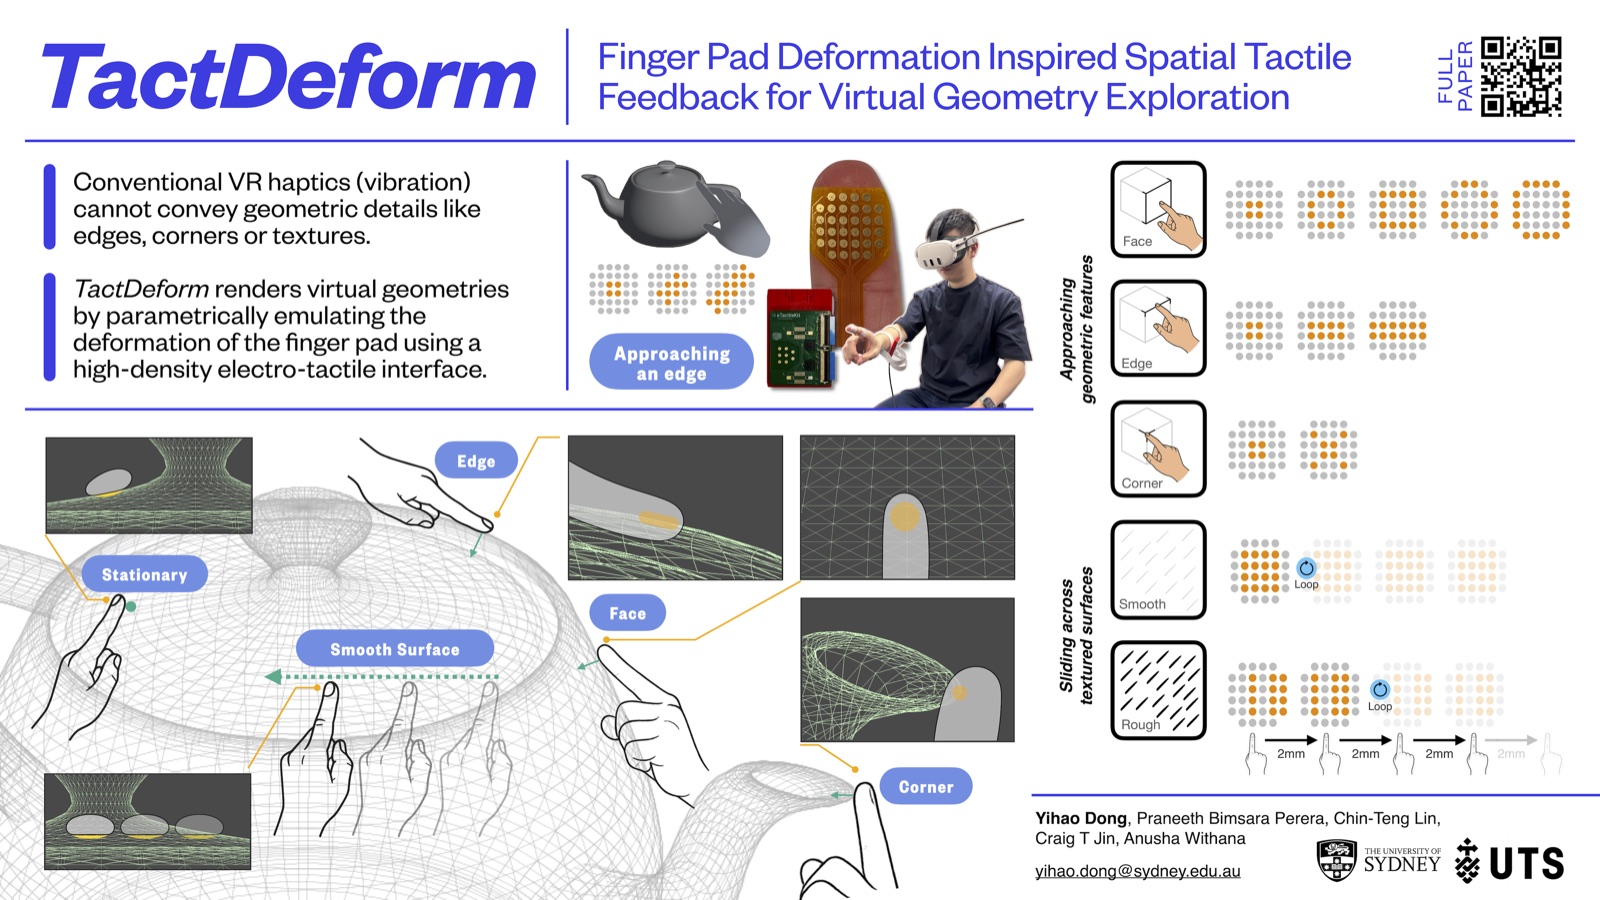 TactDeform
Finger Pad Deformation Inspired Spatial Tactile
Feedback for Virtual Geometry Exploration
FULL
PAPER
Conventional VR haptics (vibration)
cannot convey geometric details like
edges, corners or textures.
TactDeform renders virtual geometries
by parametrically emulating the
deformation of the finger pad using a
high-density electro-tactile interface.
Approaching
an edge
Approaching
geometric features
Face
Edge
Corner
Sliding across
textured surfaces
Smooth
Loop
Rough
Loop
2mm
2mm
2mm
2mm
Edge
Stationary
Smooth Surface
Face
Corner
Yihao Dong, Praneeth Bimsara Perera, Chin-Teng Lin,
Craig T Jin, Anusha Withana
yihao.dong@sydney.edu.au
THE UNIVERSITY OF
SYDNEY
UTS